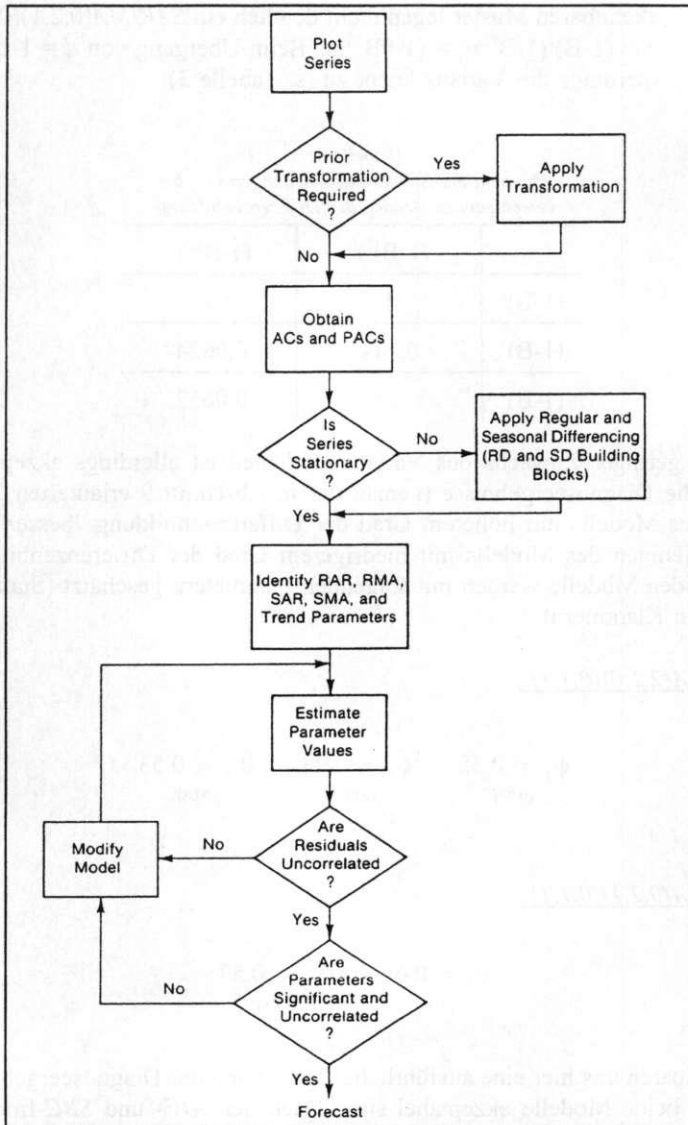 Plot
Series
Prior
Transformation
Required
?
Yes
Apply
Transformation
No
Obtain
ACs and PACs
Is
Series
Stationary ?
No
Apply Regular and
Seasonal Differencing
(RD and SD Building
Blocks)
Yes
Identify RAR, RMA,
SAR, SMA, and
Trend Parameters
Estimate
Parameter
Values
Are
Residuals
Uncorrelated
?
No
Modify
Model
Yes
Are
Parameters
Significant and
Uncorrelated
?
No
Yes
Forecast